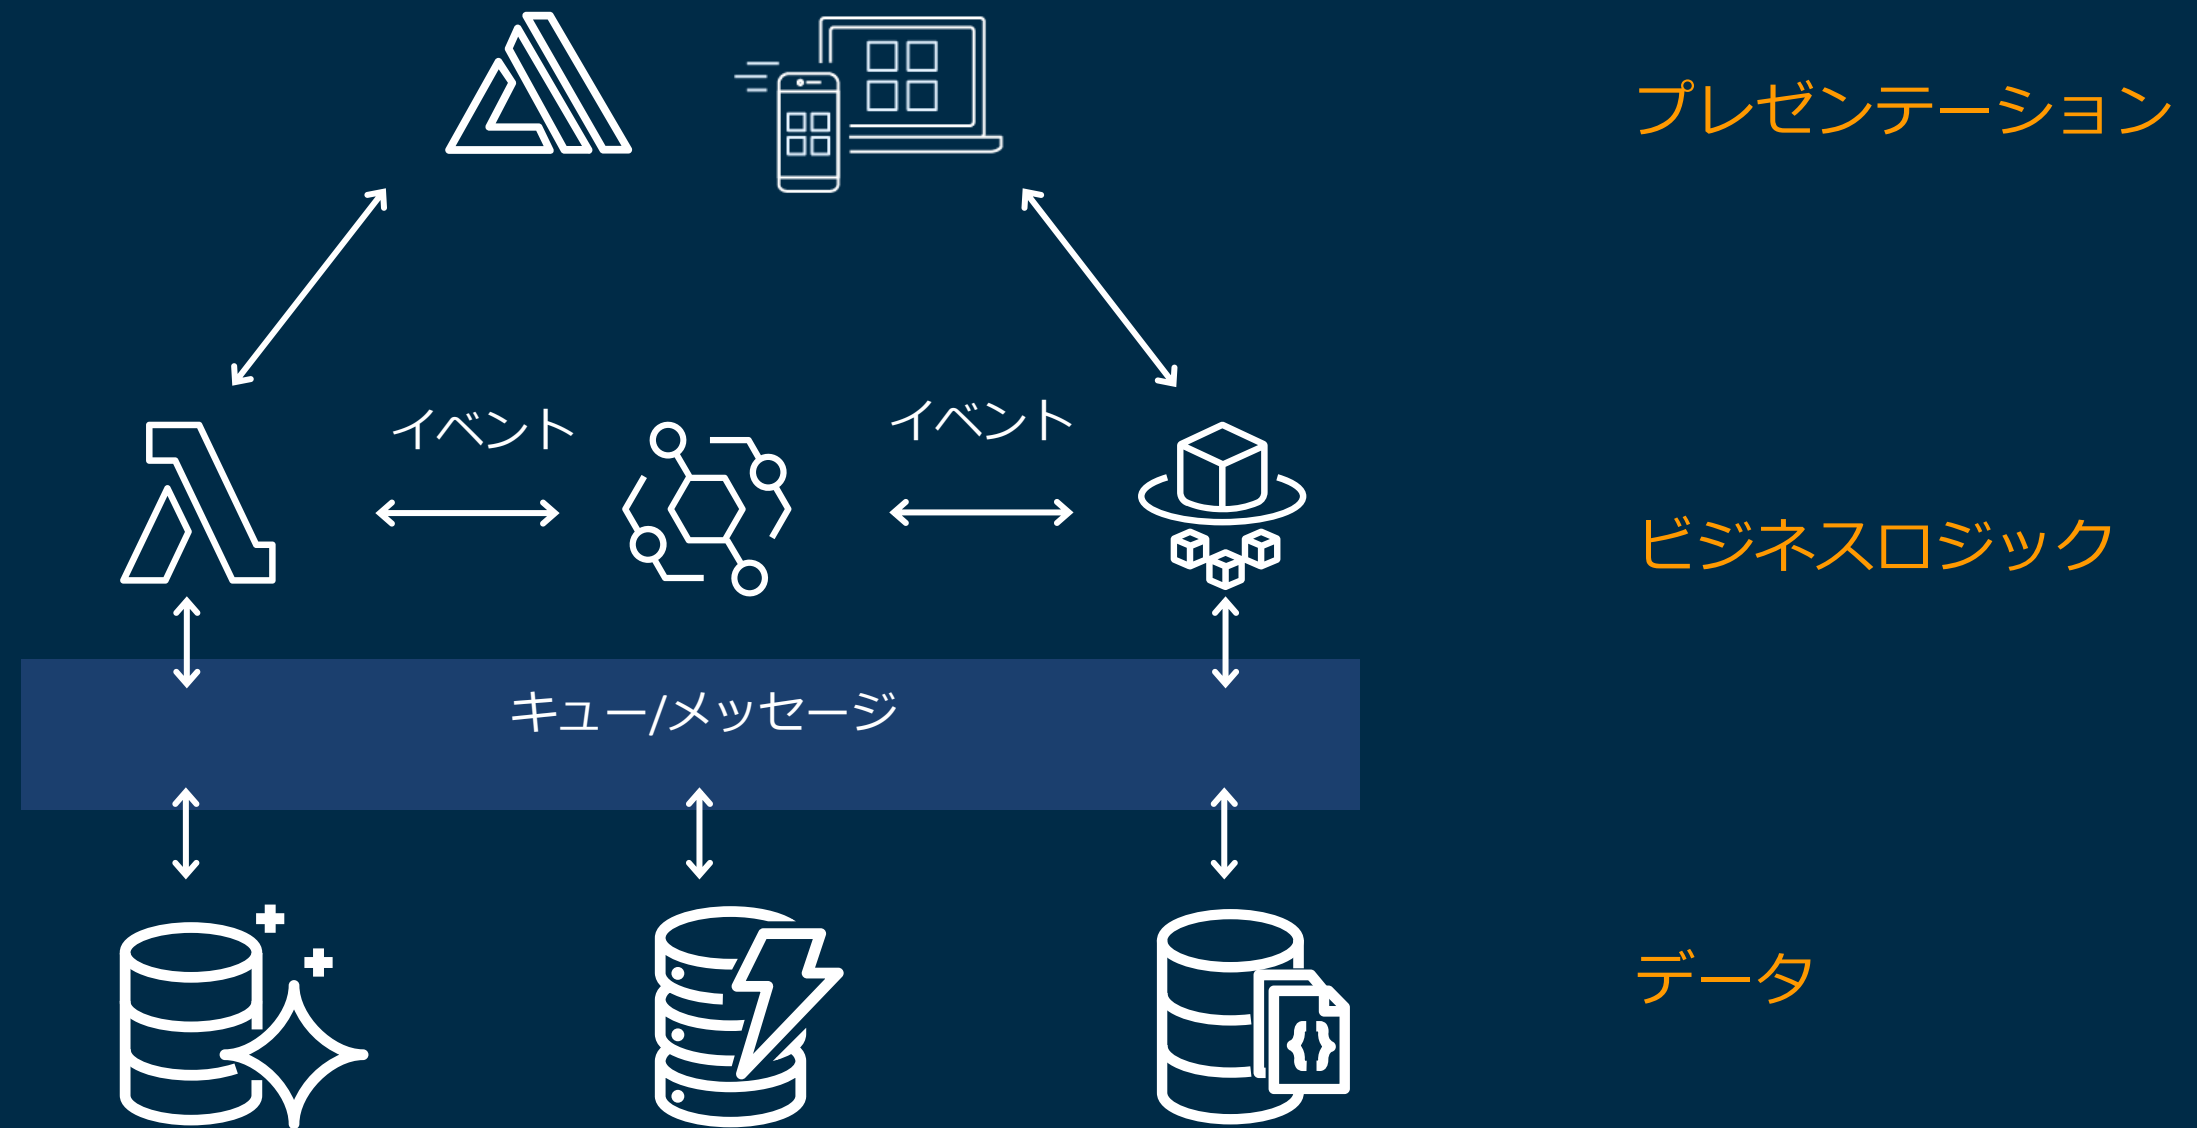 プレゼンテーション
イベント
イベント
ビジネスロジック
キュー/メッセージ
データ